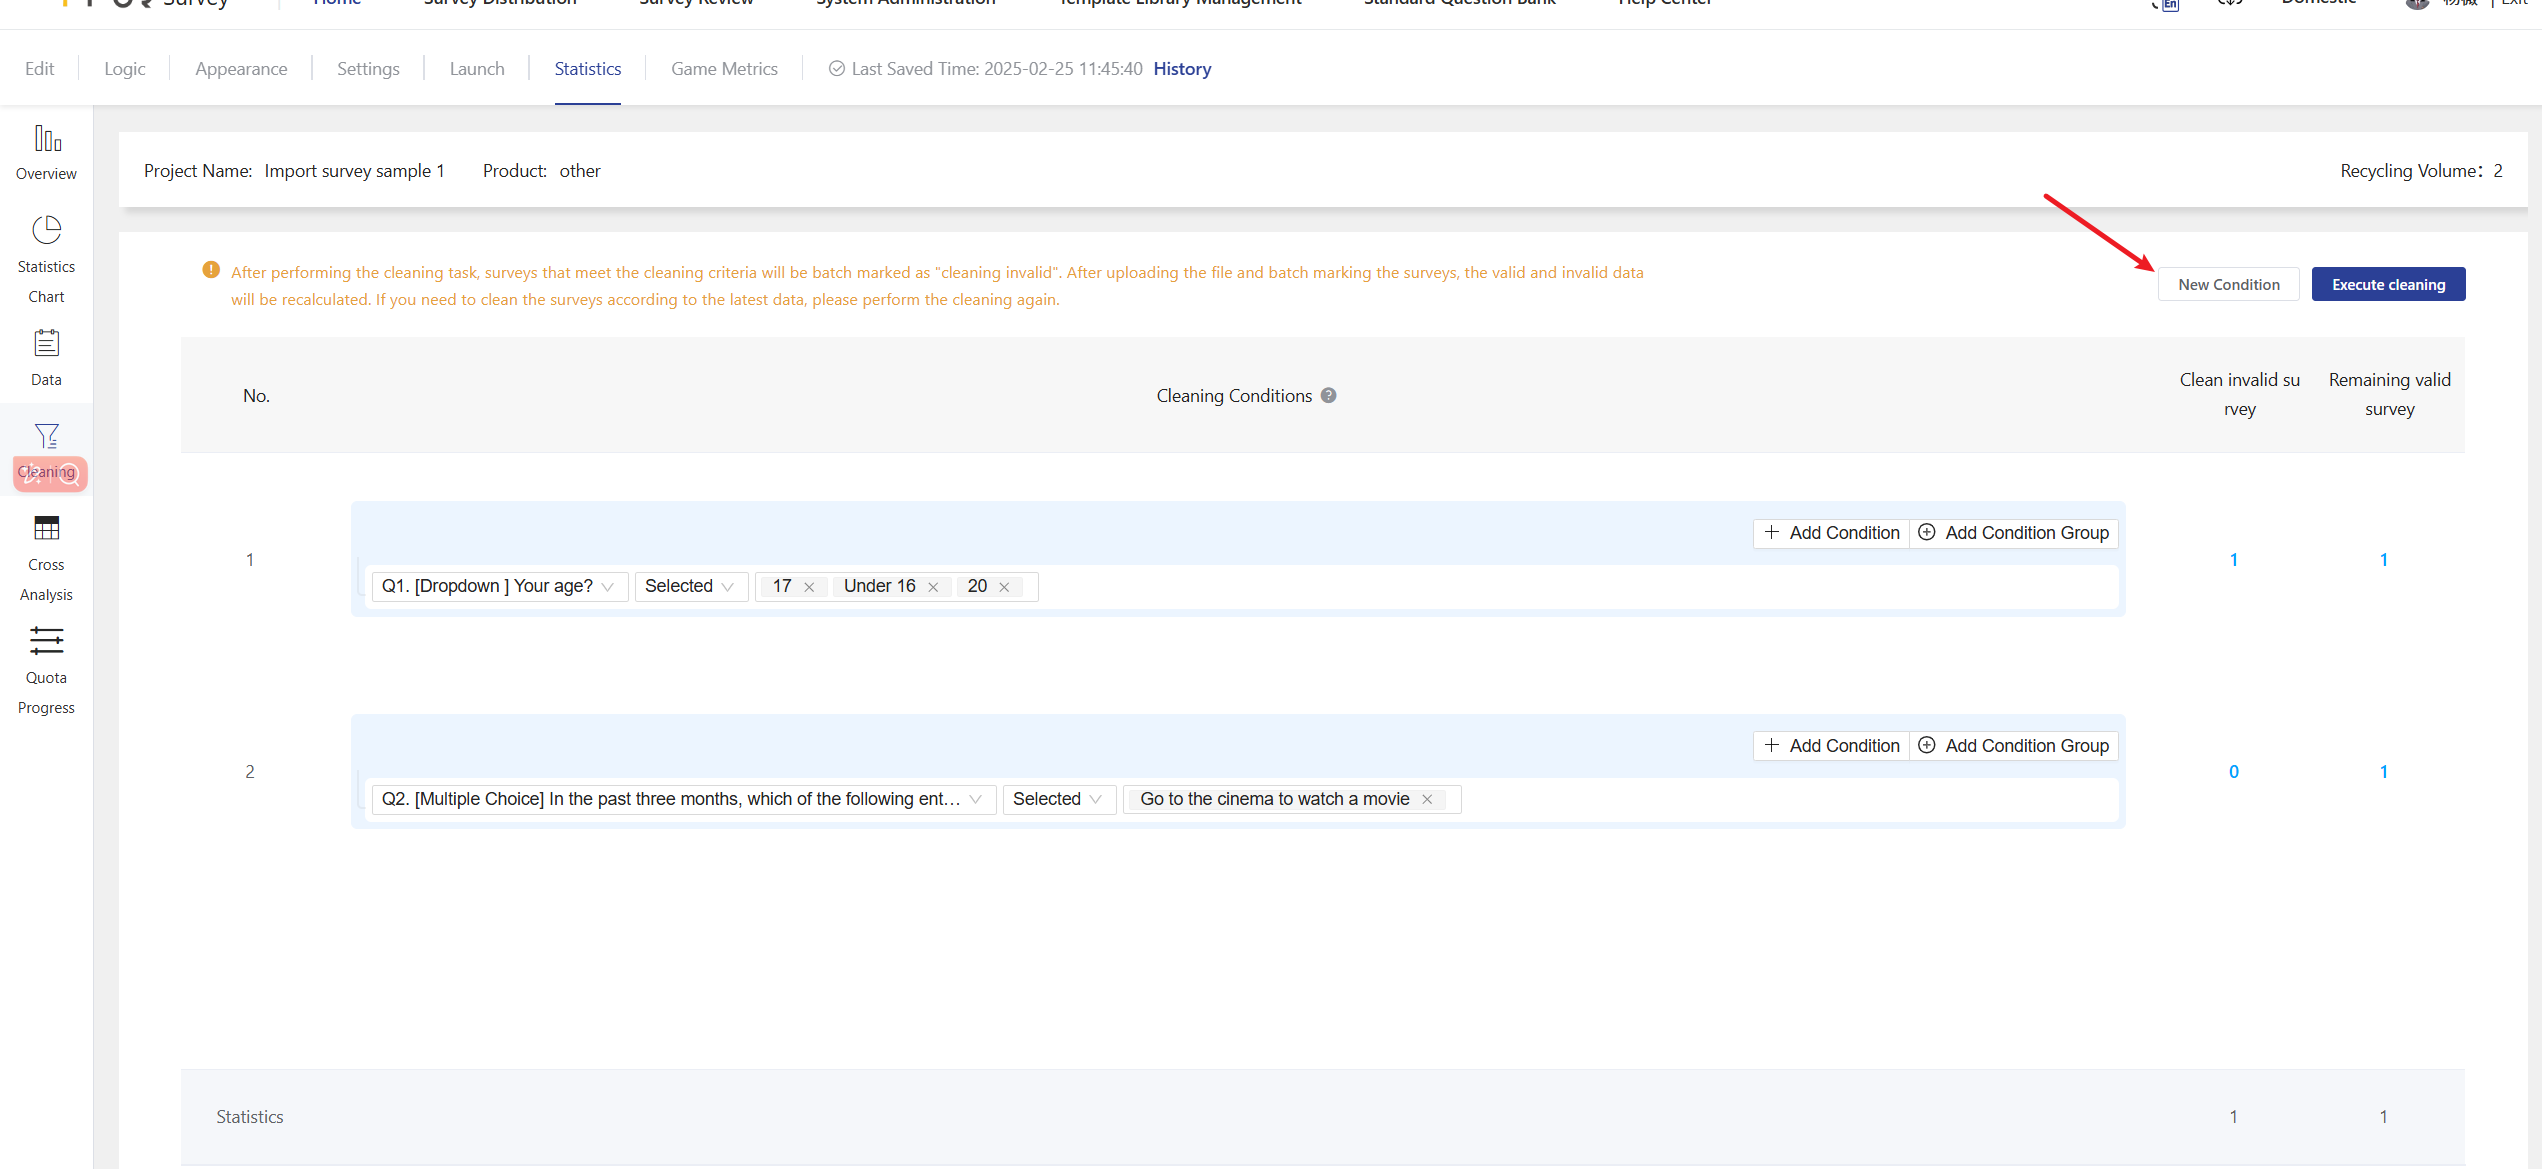 Survey
Home
Survey Distribution
Survey Review
System Administration
Template Library Management
Standard Question Bank
Help Center
En
Domestic
杨薇 | Exit
Edit
Logic
Appearance
Settings
Launch
Statistics
Game Metrics
Last Saved Time: 2025-02-25 11:45:40 History
Overview
Statistics
Chart
Data
Cleaning
Cross
Analysis
Quota
Progress
Project Name: Import survey sample 1
Product: other
Recycling Volume：2
After performing the cleaning task, surveys that meet the cleaning criteria will be batch marked as "cleaning invalid". After uploading the file and batch marking the surveys, the valid and invalid data
will be recalculated. If you need to clean the surveys according to the latest data, please perform the cleaning again.
New Condition
Execute cleaning
No.
Cleaning Conditions ?
Clean invalid su
rvey
Remaining valid
survey
1
+ Add Condition
Add Condition Group
Q1. [Dropdown ] Your age?
Selected
17 ×
Under 16 ×
20 ×
1
1
2
+ Add Condition
Add Condition Group
Q2. [Multiple Choice] In the past three months, which of the following ent...
Selected
Go to the cinema to watch a movie ×
0
1
Statistics
1
1